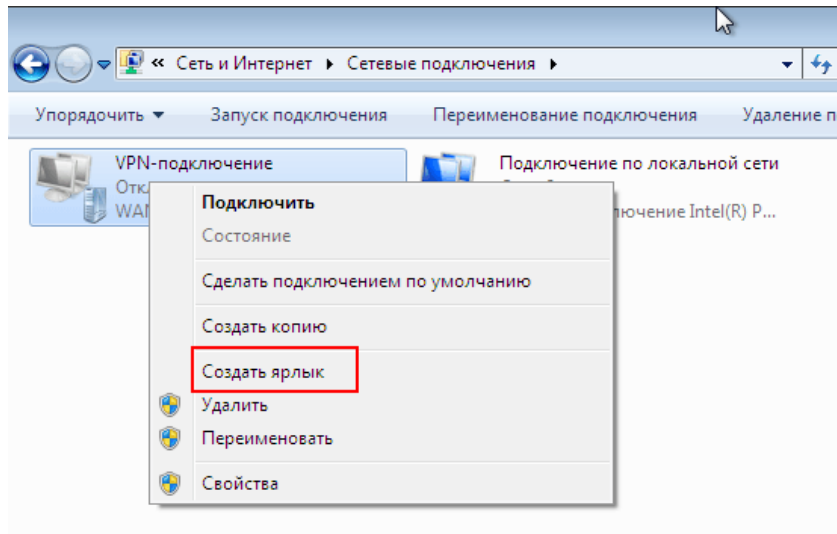 « Сеть и Интернет ▸ Сетевые подключения ▸
Упорядочить ▾ Запуск подключения Переименование подключения Удаление п
VPN-подключение
Подключение по локальной сети
Отк
WAN
лючение Intel(R) P...
Подключить
Состояние
Сделать подключением по умолчанию
Создать копию
Создать ярлык
Удалить
Переименовать
Свойства